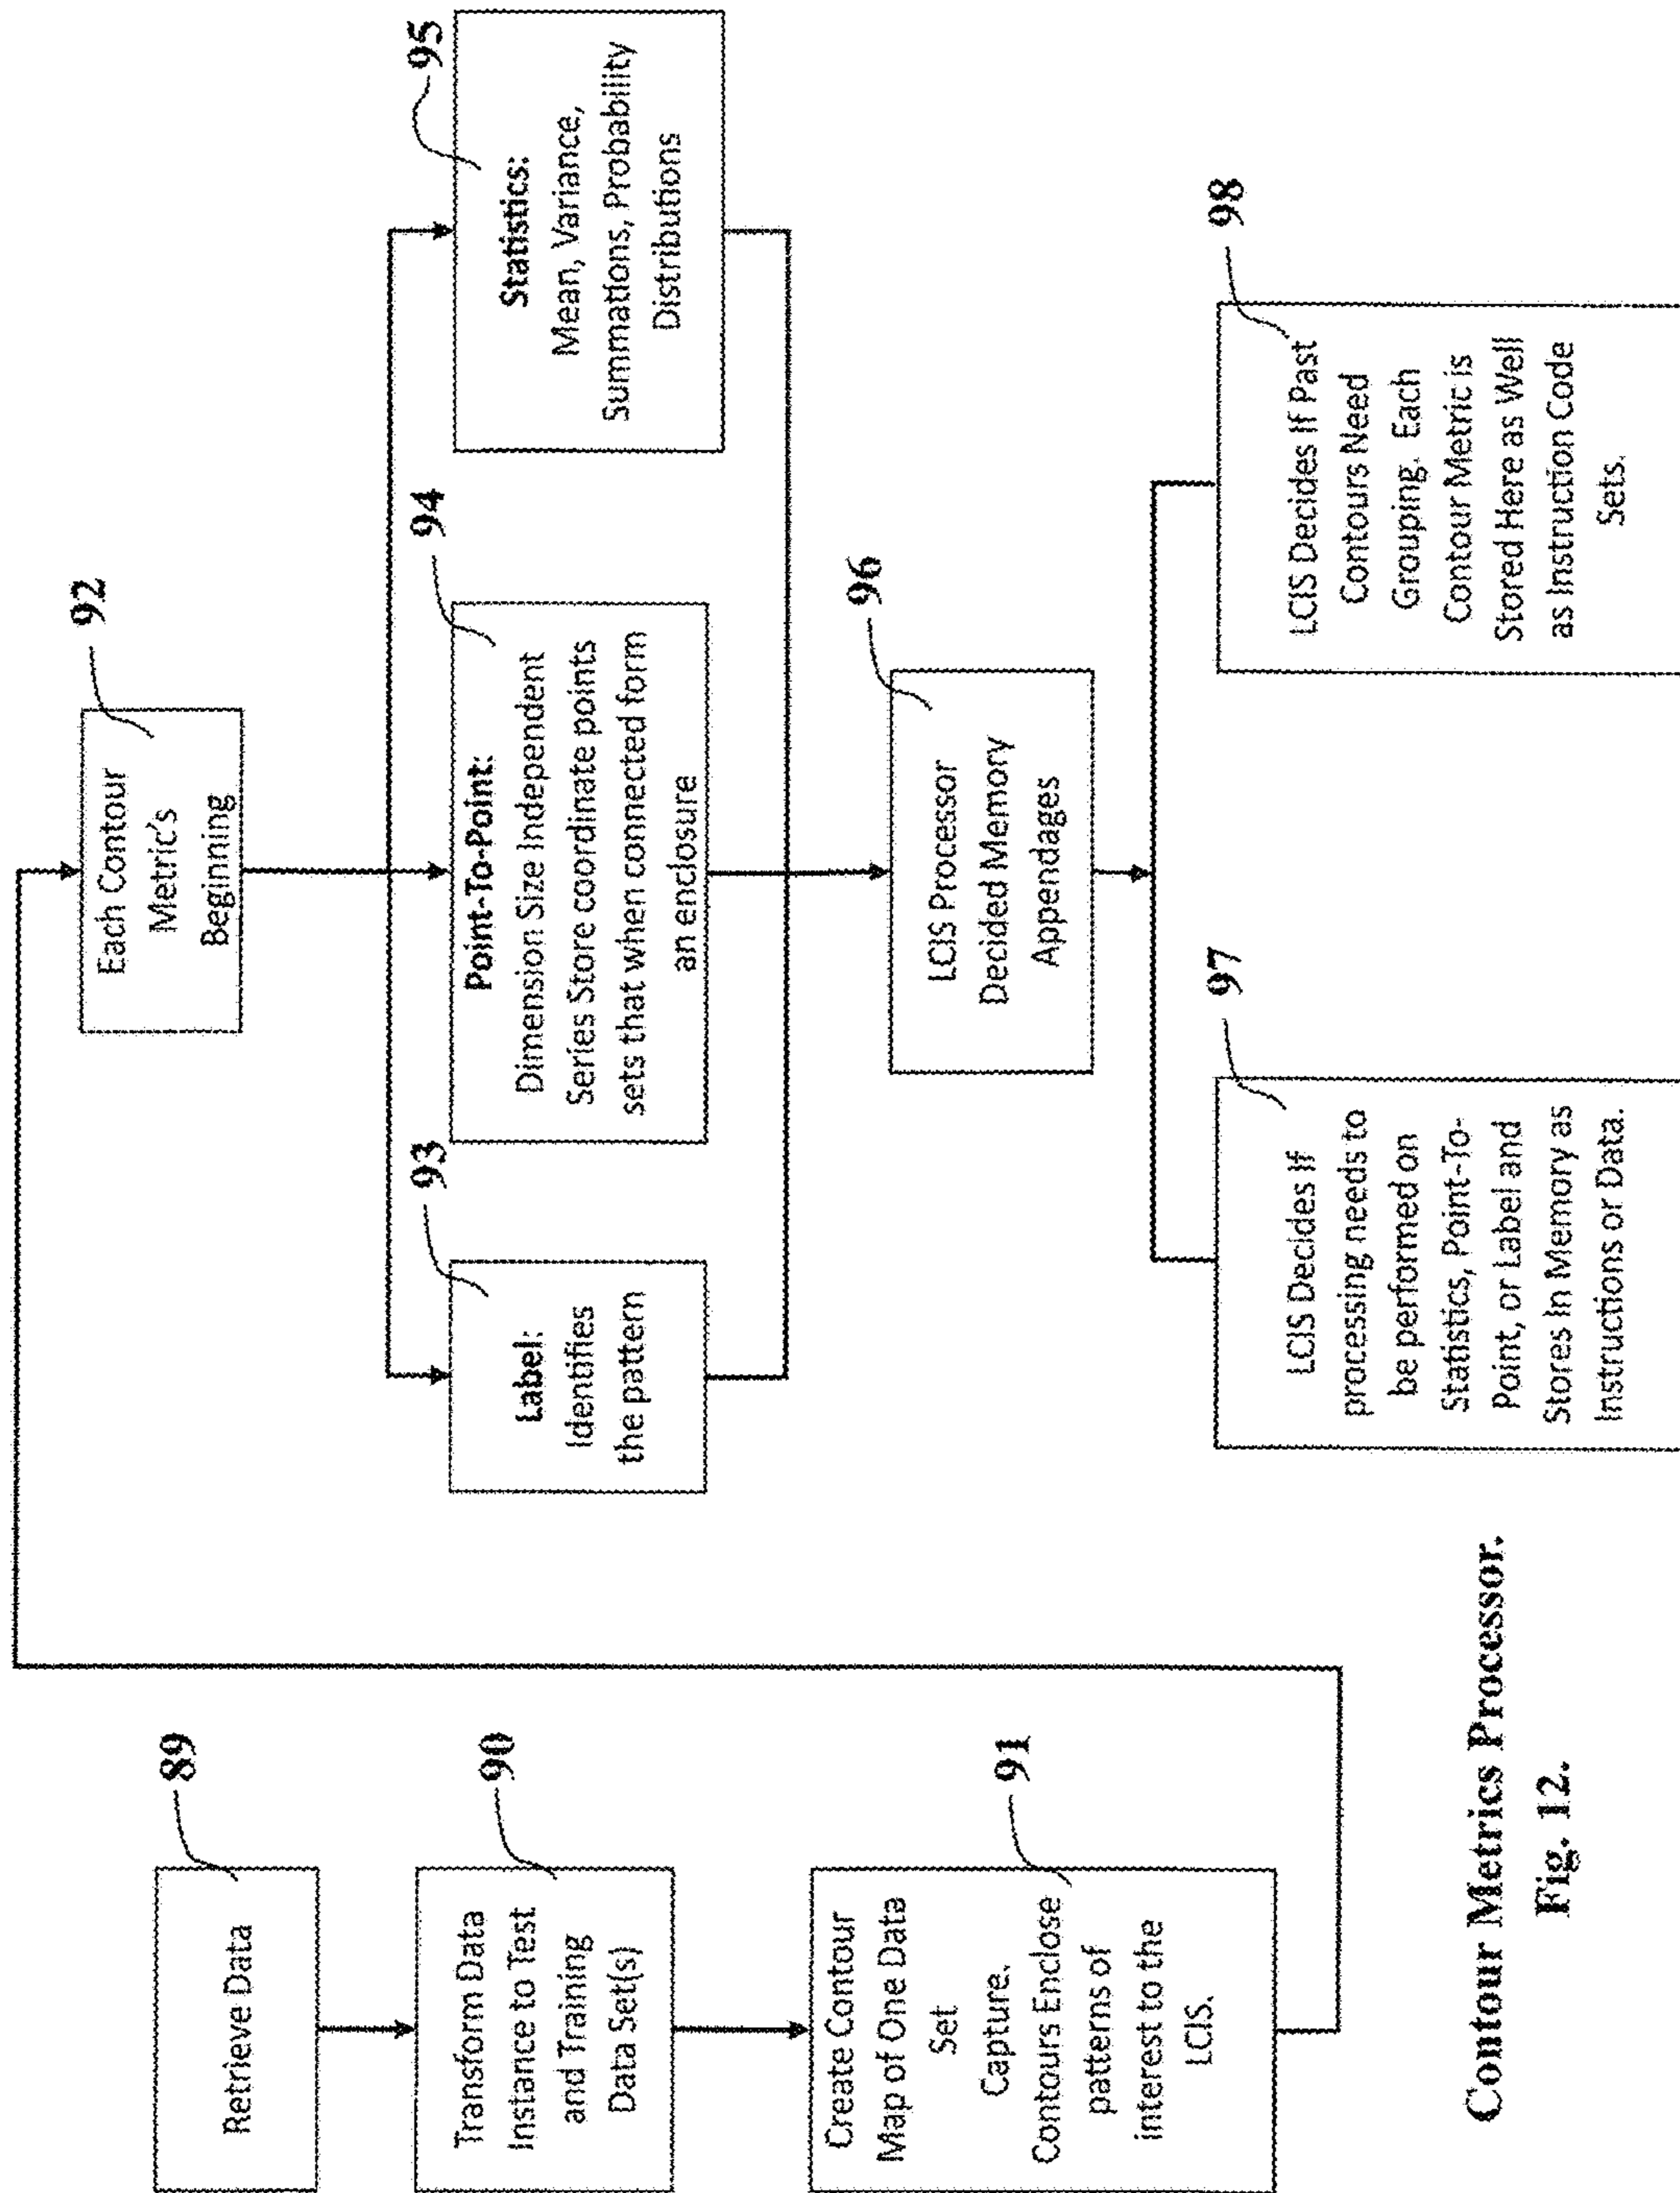 89
Retrieve Data
90
Transform Data
Instance to Test
and Training
Data Set(s)
91
Create Contour
Map of One Data
Set
Capture.
Contours Enclose
patterns of
interest to the
LCIS.
92
Each Contour
Metric's
Beginning
93
Label:
Identifies
the pattern
94
Point-To-Point:
Dimension Size Independent
Series Store coordinate points
sets that when connected form
an enclosure
95
Statistics:
Mean, Variance,
Summations, Probability
Distributions
96
LCIS Processor
Decided Memory
Appendages
97
LCIS Decides If
processing needs to
be performed on
Statistics, Point-To-
Point, or Label and
Stores In Memory as
Instructions or Data.
98
LCIS Decides If Past
Contours Need
Grouping. Each
Contour Metric is
Stored Here as Well
as Instruction Code
Sets.
Contour Metrics Processor.
Fig. 12.